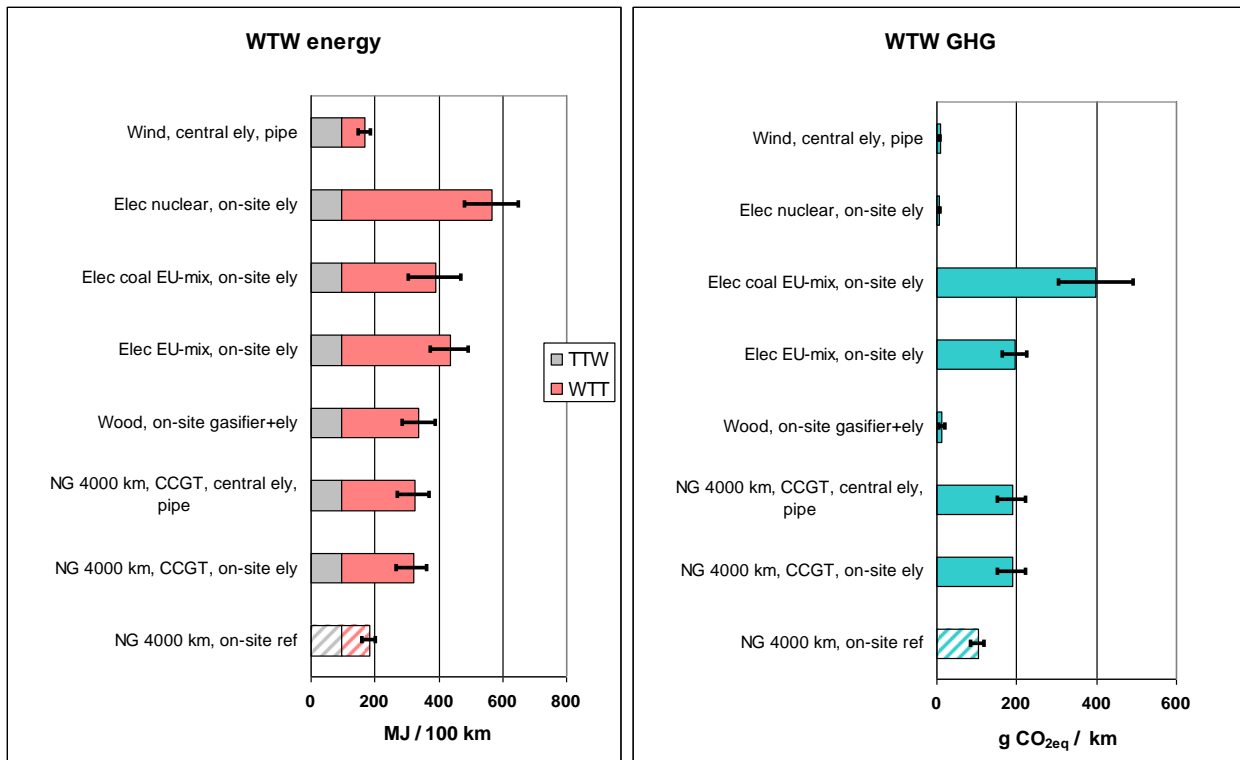 WTW energy
Wind, central ely, pipe
Elec nuclear, on-site ely
Elec coal EU-mix, on-site ely
Elec EU-mix, on-site ely
Wood, on-site gasifier+ely
NG 4000 km, CCGT, central ely,
pipe
NG 4000 km, CCGT, on-site ely
NG 4000 km, on-site ref
0 200 400 600 800
MJ / 100 km
TTW
WTT
WTW GHG
Wind, central ely, pipe
Elec nuclear, on-site ely
Elec coal EU-mix, on-site ely
Elec EU-mix, on-site ely
Wood, on-site gasifier+ely
NG 4000 km, CCGT, central ely,
pipe
NG 4000 km, CCGT, on-site ely
NG 4000 km, on-site ref
0 200 400 600
g CO2eq / km